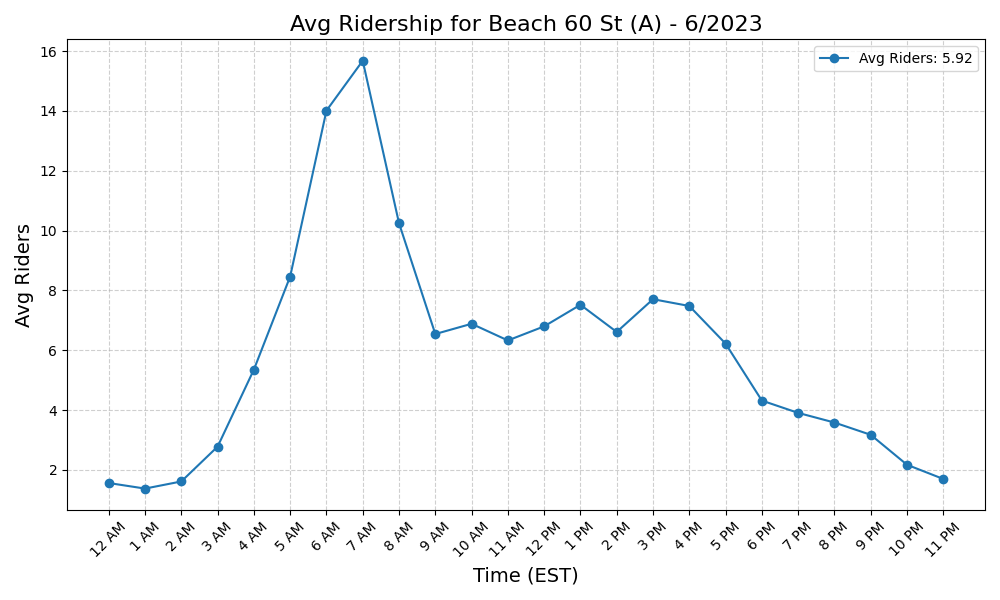 Avg Ridership for Beach 60 St (A) - 6/2023
Avg Riders: 5.92
Avg Riders
16
14
12
10
8
6
4
2
12 AM 1 AM 2 AM 3 AM 4 AM 5 AM 6 AM 7 AM 8 AM 9 AM 10 AM 11 AM 12 PM 1 PM 2 PM 3 PM 4 PM 5 PM 6 PM 7 PM 8 PM 9 PM 10 PM 11 PM
Time (EST)